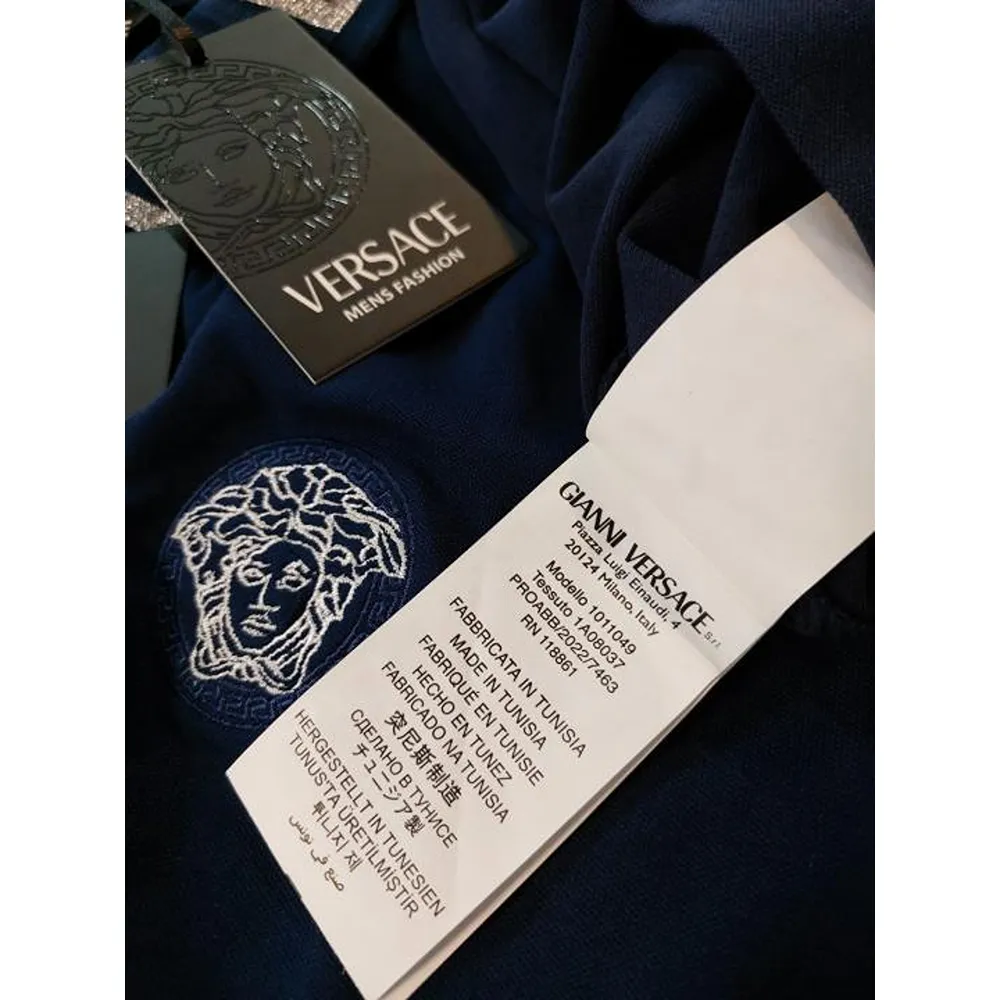 VERSACE
MENS FASHION
GIANNI VERSACE S.r.l.
Piazza Luigi Einaudi, 4
20124 Milano, Italy
Modello 1011049
Tessuto 1A08037
PROABB/2022/7463
RN 118861
FABBRICATA IN TUNISIA
MADE IN TUNISIA
FABRIQUÉ EN TUNISIE
HECHO EN TUNEZ
FABRICADO NA TUNISIA
突尼斯制造
СДЕЛАНО В ТУНИСЕ
チュニジア製
HERGESTELLT IN TUNESIEN
TUNUSTA ÜRETİLMİŞTİR
튀니지 제
صنع في تونس